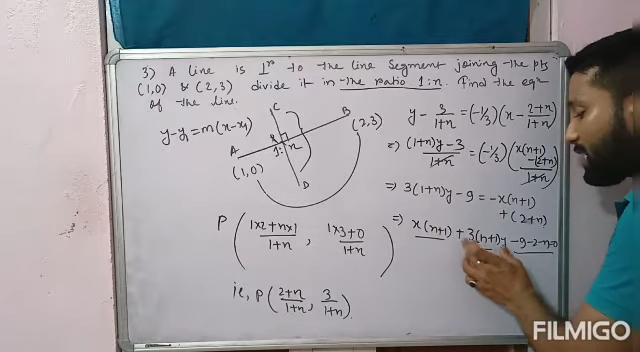 3) A line is ⊥r to the line segment joining the pts
(1,0) & (2,3) divide it in the ratio 1:n. Find the eqn
of the line.
y-y₁=m(x-x₁)
C
B
(2,3)
R
1:n
A
(1,0)
D
P(1×2+n×1/1+n, 1×3+0/1+n)
ie, P(2+n/1+n, 3/1+n).
y - 3/1+n = (-1/3)(x - 2+n/1+n)
⇒ (1+n)y-3/1+n = (-1/3)(x(n+1)-(2+n)/1+n)
⇒ 3(1+n)y-9 = -x(n+1)
+(2+n)
⇒ x(n+1)+3(n+1)y-9-2-n=0
FILMIGO